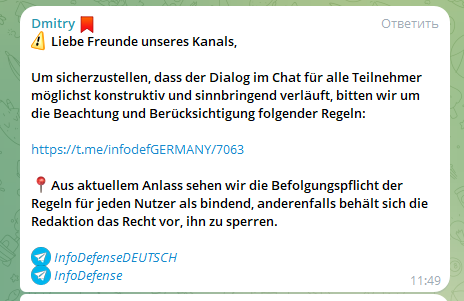 Dmitry
Ответить
Liebe Freunde unseres Kanals,
Um sicherzustellen, dass der Dialog im Chat für alle Teilnehmer
möglichst konstruktiv und sinnbringend verläuft, bitten wir um
die Beachtung und Berücksichtigung folgender Regeln:
https://t.me/infodefGERMANY/7063
Aus aktuellem Anlass sehen wir die Befolgungspflicht der
Regeln für jeden Nutzer als bindend, anderenfalls behält sich die
Redaktion das Recht vor, ihn zu sperren.
InfoDefenseDEUTSCH
InfoDefense
11:49